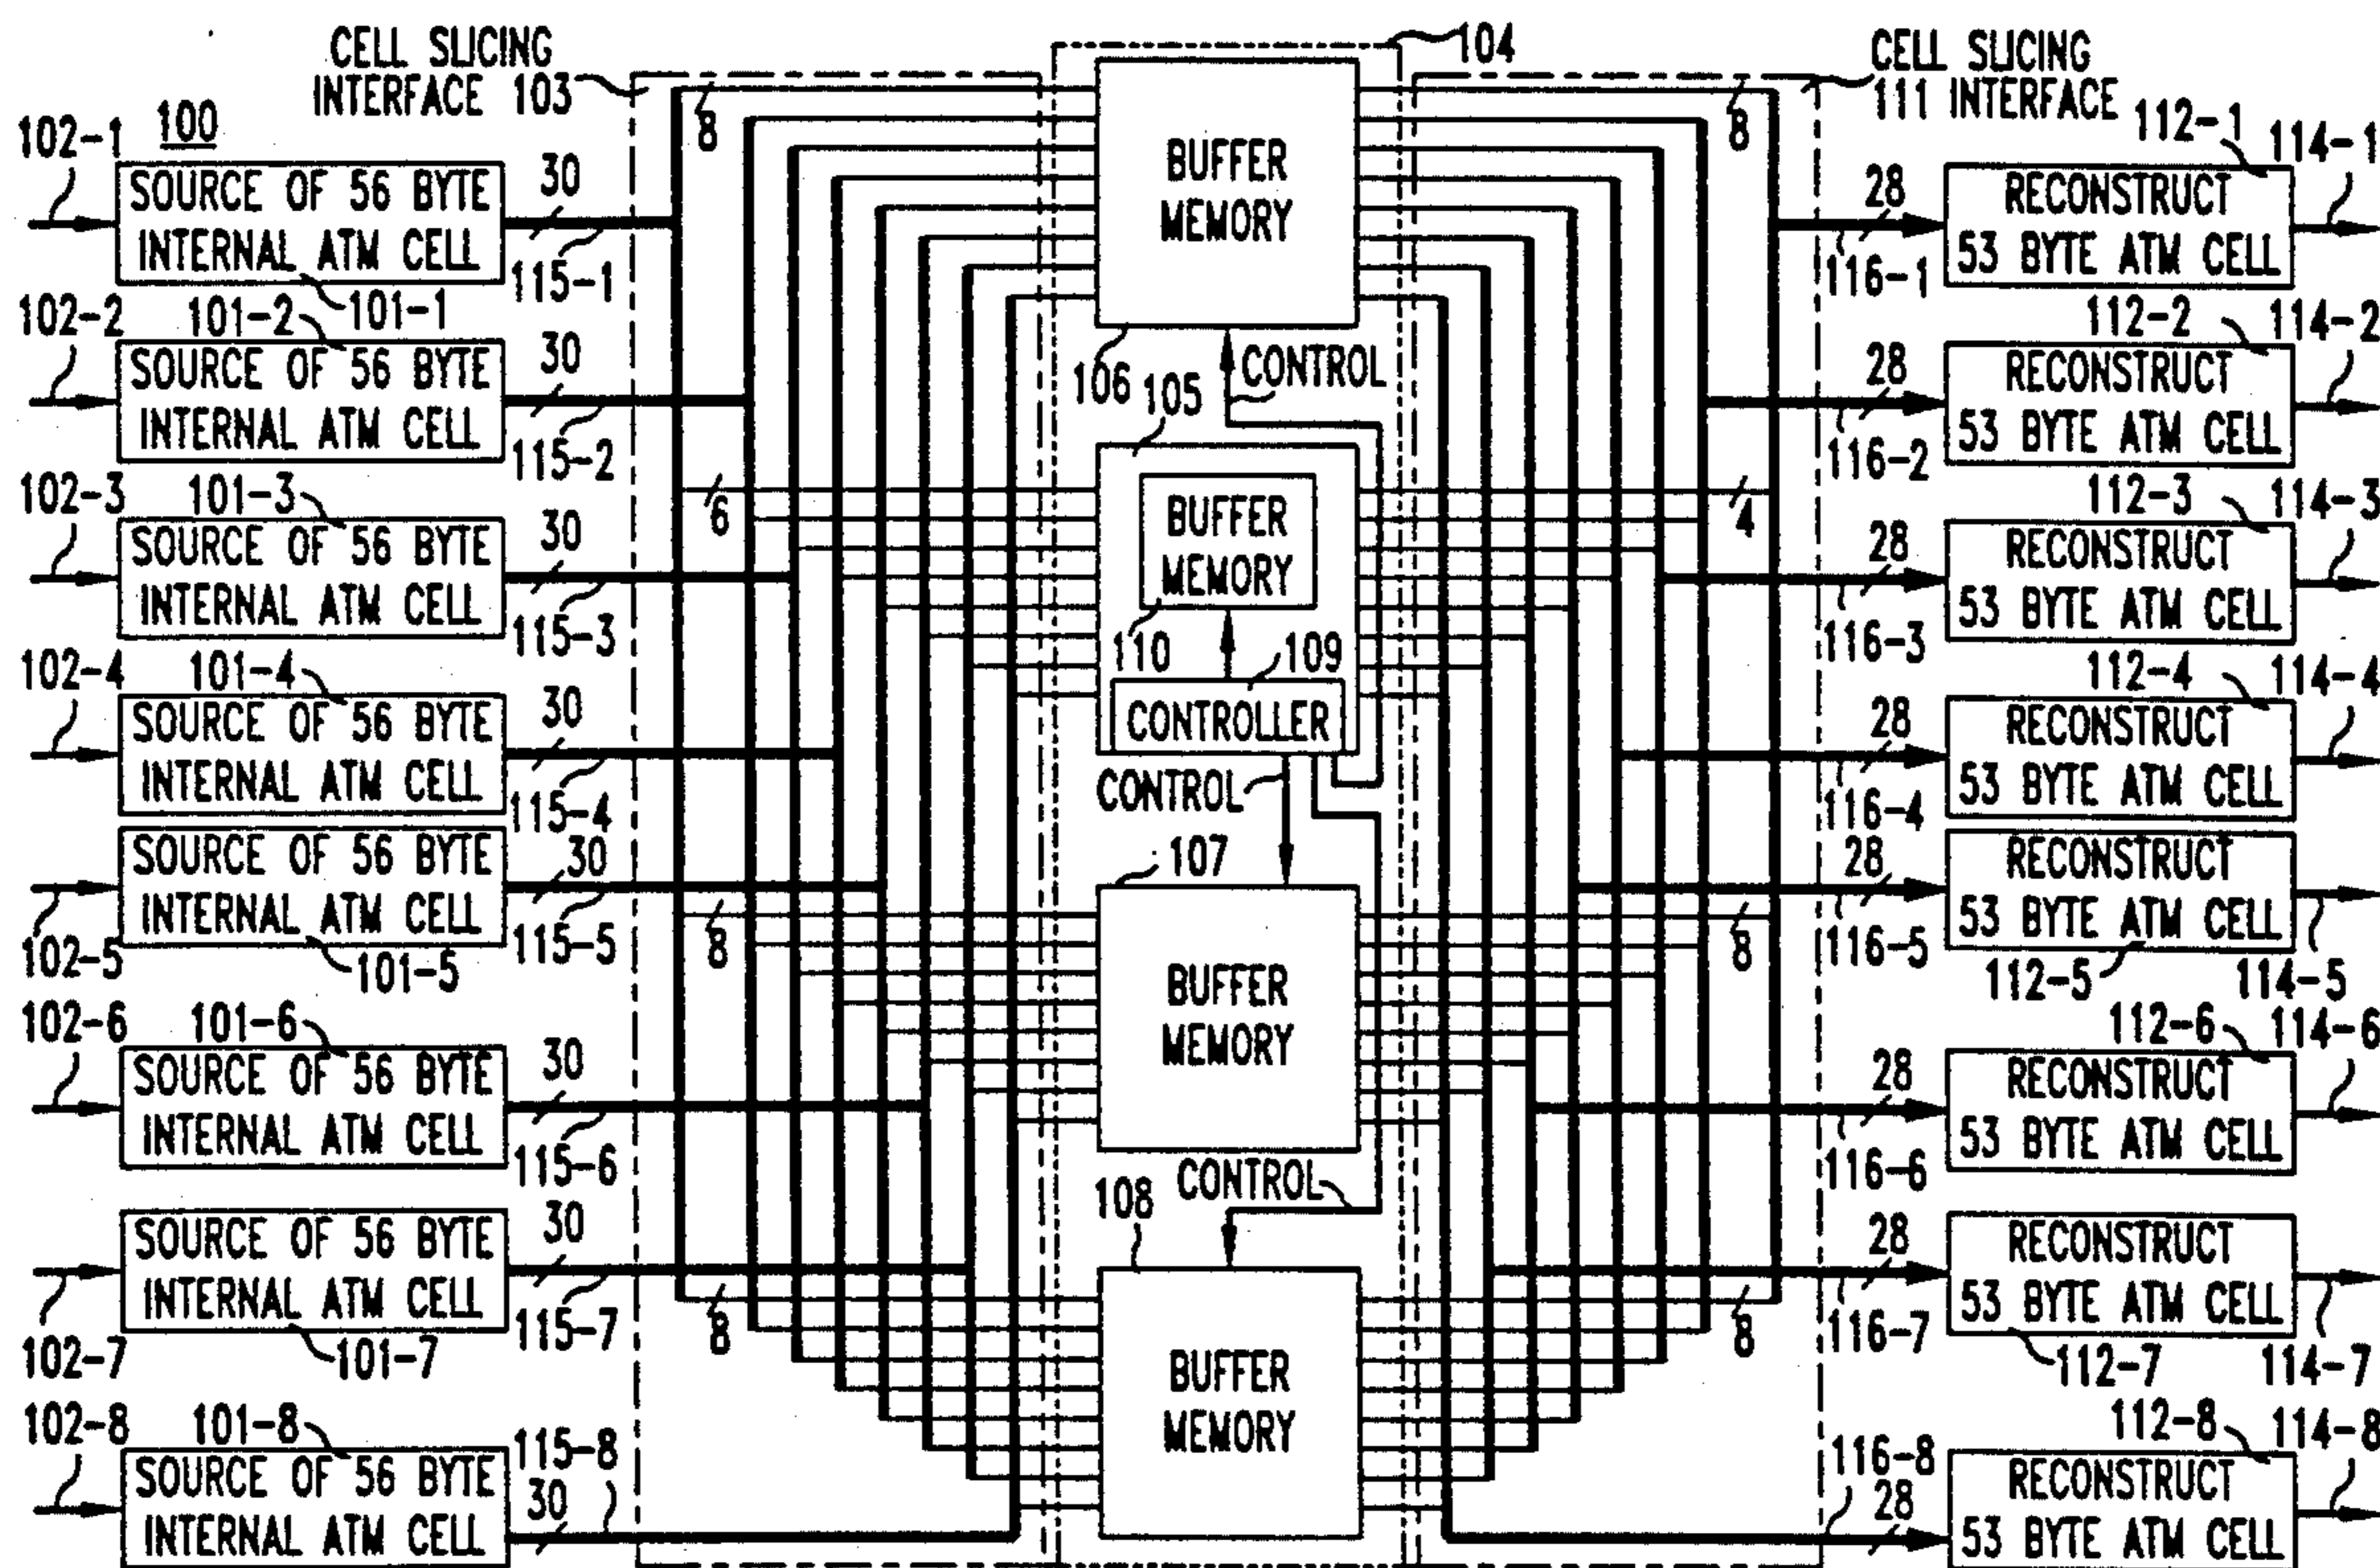 CELL SLICING
INTERFACE 103
104
CELL SLICING
111 INTERFACE
100
102-1
SOURCE OF 56 BYTE
INTERNAL ATM CELL
101-1
30
115-1
102-2
101-2
SOURCE OF 56 BYTE
INTERNAL ATM CELL
30
115-2
102-3
101-3
SOURCE OF 56 BYTE
INTERNAL ATM CELL
30
115-3
102-4
101-4
SOURCE OF 56 BYTE
INTERNAL ATM CELL
30
115-4
SOURCE OF 56 BYTE
INTERNAL ATM CELL
102-5
101-5
30
115-5
102-6
101-6
SOURCE OF 56 BYTE
INTERNAL ATM CELL
30
115-6
SOURCE OF 56 BYTE
INTERNAL ATM CELL
102-7
101-7
30
115-7
102-8
101-8
SOURCE OF 56 BYTE
INTERNAL ATM CELL
115-8
30
8
6
8
8
BUFFER
MEMORY
106
CONTROL
105
BUFFER
MEMORY
110
109
CONTROLLER
CONTROL
107
BUFFER
MEMORY
CONTROL
108
BUFFER
MEMORY
8
4
8
8
28
116-1
112-1
RECONSTRUCT
53 BYTE ATM CELL
114-1
28
116-2
112-2
RECONSTRUCT
53 BYTE ATM CELL
114-2
28
116-3
112-3
RECONSTRUCT
53 BYTE ATM CELL
114-3
28
116-4
112-4
RECONSTRUCT
53 BYTE ATM CELL
114-4
28
116-5
RECONSTRUCT
53 BYTE ATM CELL
112-5
114-5
28
116-6
112-6
RECONSTRUCT
53 BYTE ATM CELL
114-6
28
116-7
RECONSTRUCT
53 BYTE ATM CELL
112-7
114-7
116-8
28
112-8
RECONSTRUCT
53 BYTE ATM CELL
114-8